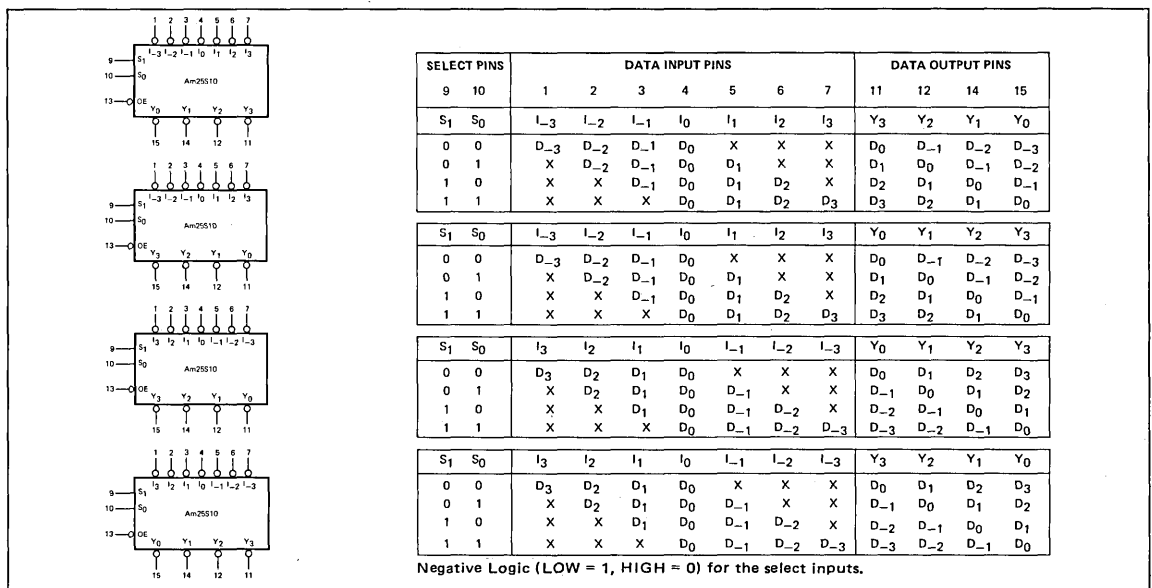 1 2 3 4 5 6 7
I–3 I–2 I–1 I0 I1 I2 I3
9 S1
10 S0
Am25S10
13 OE
Y0 Y1 Y2 Y3
15 14 12 11
1 2 3 4 5 6 7
I–3 I–2 I–1 I0 I1 I2 I3
9 S1
10 S0
Am25S10
13 OE
Y3 Y2 Y1 Y0
15 14 12 11
1 2 3 4 5 6 7
I3 I2 I1 I0 I–1 I–2 I–3
9 S1
10 S0
Am25S10
13 OE
Y3 Y2 Y1 Y0
15 14 12 11
1 2 3 4 5 6 7
I3 I2 I1 I0 I–1 I–2 I–3
9 S1
10 S0
Am25S10
13 OE
Y0 Y1 Y2 Y3
15 14 12 11
SELECT PINS DATA INPUT PINS DATA OUTPUT PINS
9 10 1 2 3 4 5 6 7 11 12 14 15
S1 S0 I–3 I–2 I–1 I0 I1 I2 I3 Y3 Y2 Y1 Y0
0 0 D–3 D–2 D–1 D0 X X X D0 D–1 D–2 D–3
0 1 X D–2 D–1 D0 D1 X X D1 D0 D–1 D–2
1 0 X X D–1 D0 D1 D2 X D2 D1 D0 D–1
1 1 X X X D0 D1 D2 D3 D3 D2 D1 D0
S1 S0 I–3 I–2 I–1 I0 I1 I2 I3 Y0 Y1 Y2 Y3
0 0 D–3 D–2 D–1 D0 X X X D0 D–1 D–2 D–3
0 1 X D–2 D–1 D0 D1 X X D1 D0 D–1 D–2
1 0 X X D–1 D0 D1 D2 X D2 D1 D0 D–1
1 1 X X X D0 D1 D2 D3 D3 D2 D1 D0
S1 S0 I3 I2 I1 I0 I–1 I–2 I–3 Y0 Y1 Y2 Y3
0 0 D3 D2 D1 D0 X X X D0 D1 D2 D3
0 1 X D2 D1 D0 D–1 X X D–1 D0 D1 D2
1 0 X X D1 D0 D–1 D–2 X D–2 D–1 D0 D1
1 1 X X X D0 D–1 D–2 D–3 D–3 D–2 D–1 D0
S1 S0 I3 I2 I1 I0 I–1 I–2 I–3 Y3 Y2 Y1 Y0
0 0 D3 D2 D1 D0 X X X D0 D1 D2 D3
0 1 X D2 D1 D0 D–1 X X D–1 D0 D1 D2
1 0 X X D1 D0 D–1 D–2 X D–2 D–1 D0 D1
1 1 X X X D0 D–1 D–2 D–3 D–3 D–2 D–1 D0
Negative Logic (LOW = 1, HIGH = 0) for the select inputs.